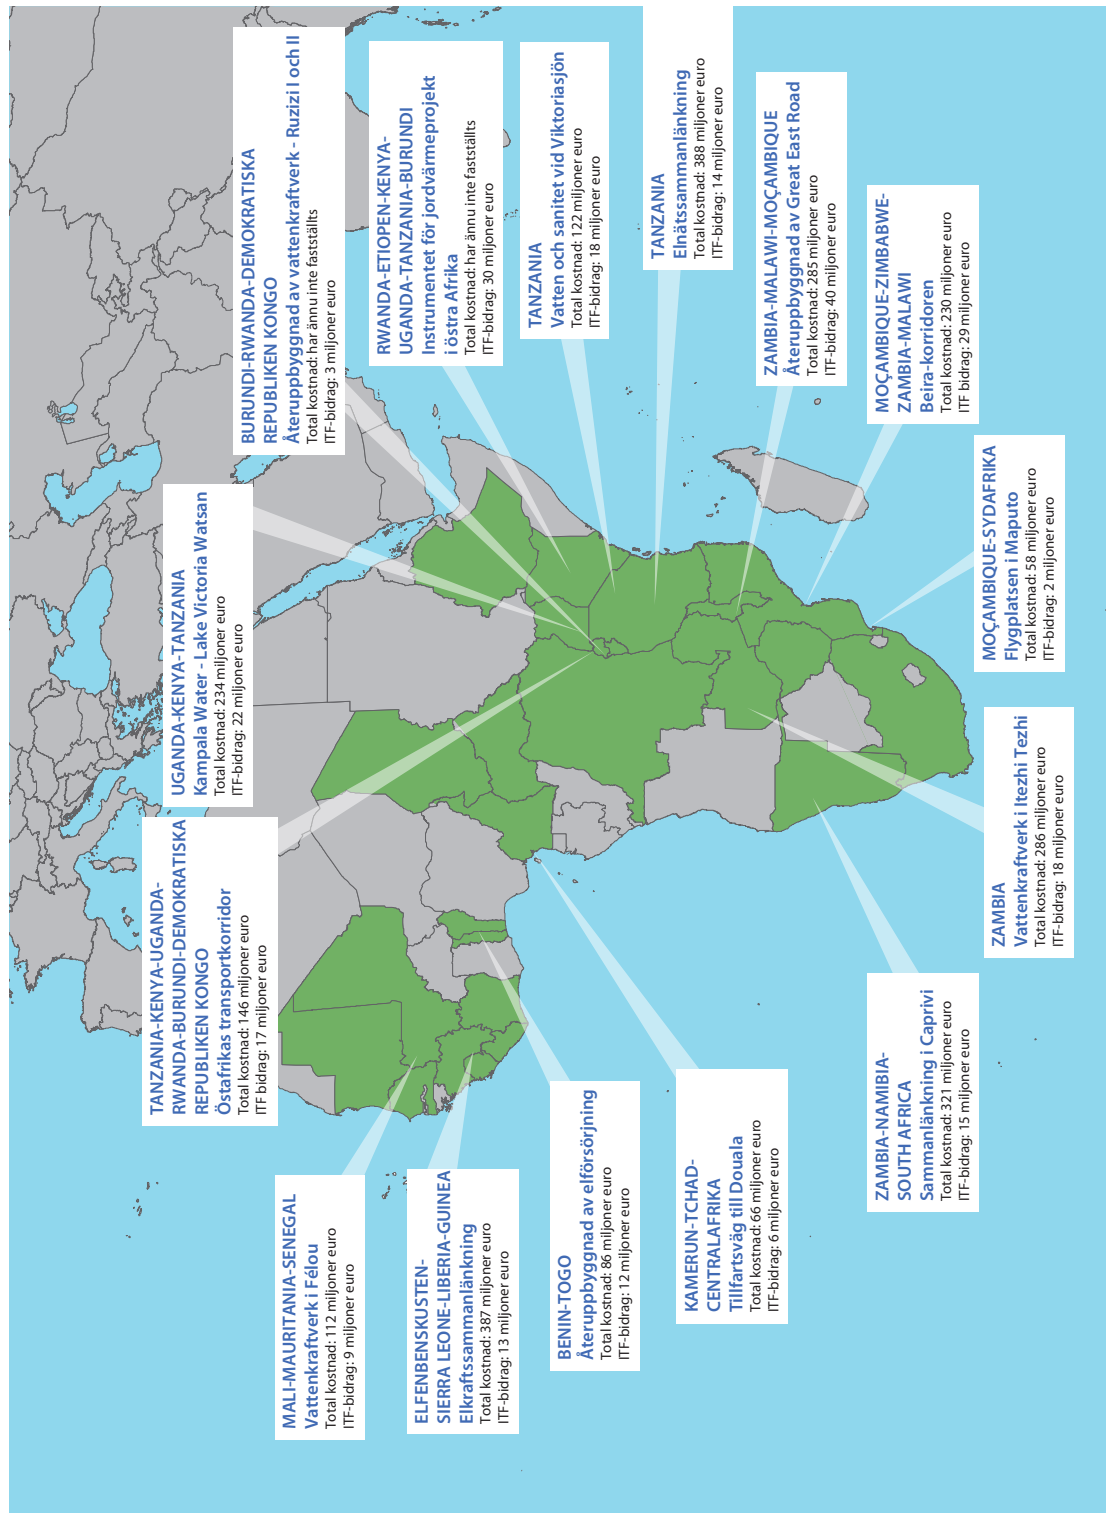 MALI-MAURITANIA-SENEGAL
Vattenkraftverk i Félou
Total kostnad: 112 miljoner euro
ITF-bidrag: 9 miljoner euro
ELFENBENSKUSTEN-
SIERRA LEONE-LIBERIA-GUINEA
Elkraftssammanlänkning
Total kostnad: 387 miljoner euro
ITF-bidrag: 13 miljoner euro
BENIN-TOGO
Återuppbyggnad av elförsörjning
Total kostnad: 86 miljoner euro
ITF-bidrag: 12 miljoner euro
KAMERUN-TCHAD-
CENTRALAFRIKA
Tillfartsväg till Douala
Total kostnad: 66 miljoner euro
ITF-bidrag: 6 miljoner euro
ZAMBIA-NAMIBIA-
SOUTH AFRICA
Sammanlänkning i Caprivi
Total kostnad: 321 miljoner euro
ITF-bidrag: 15 miljoner euro
TANZANIA-KENYA-UGANDA-
RWANDA-BURUNDI-DEMOKRATISKA
REPUBLIKEN KONGO
Östafrikas transportkorridor
Total kostnad: 146 miljoner euro
ITF bidrag: 17 miljoner euro
ZAMBIA
Vattenkraftverk i Itezhi Tezhi
Total kostnad: 286 miljoner euro
ITF-bidrag: 18 miljoner euro
UGANDA-KENYA-TANZANIA
Kampala Water - Lake Victoria Watsan
Total kostnad: 234 miljoner euro
ITF-bidrag: 22 miljoner euro
MOÇAMBIQUE-SYDAFRIKA
Flygplatsen i Maputo
Total kostnad: 58 miljoner euro
ITF-bidrag: 2 miljoner euro
BURUNDI-RWANDA-DEMOKRATISKA
REPUBLIKEN KONGO
Återuppbyggnad av vattenkraftverk - Ruzizi I och II
Total kostnad: har ännu inte fastställts
ITF-bidrag: 3 miljoner euro
RWANDA-ETIOPEN-KENYA-
UGANDA-TANZANIA-BURUNDI
Instrumentet för jordvärmeprojekt
i östra Afrika
Total kostnad: har ännu inte fastställts
ITF-bidrag: 30 miljoner euro
TANZANIA
Vatten och sanitet vid Viktoriasjön
Total kostnad: 122 miljoner euro
ITF-bidrag: 18 miljoner euro
TANZANIA
Elnätssammanlänkning
Total kostnad: 388 miljoner euro
ITF-bidrag: 14 miljoner euro
ZAMBIA-MALAWI-MOÇAMBIQUE
Återuppbyggnad av Great East Road
Total kostnad: 285 miljoner euro
ITF-bidrag: 40 miljoner euro
MOÇAMBIQUE-ZIMBABWE-
ZAMBIA-MALAWI
Beira-korridoren
Total kostnad: 230 miljoner euro
ITF bidrag: 29 miljoner euro